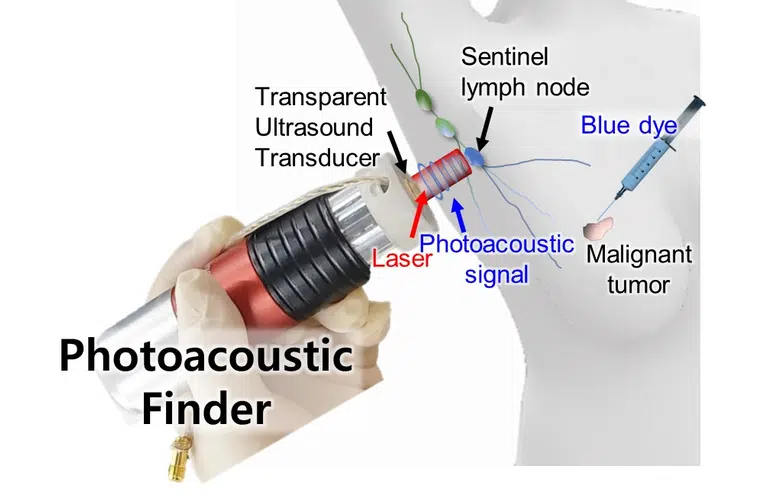 Sentinel
lymph node
Transparent
Ultrasound
Transducer
Blue dye
Laser
Photoacoustic
signal
Malignant
tumor
Photoacoustic
Finder